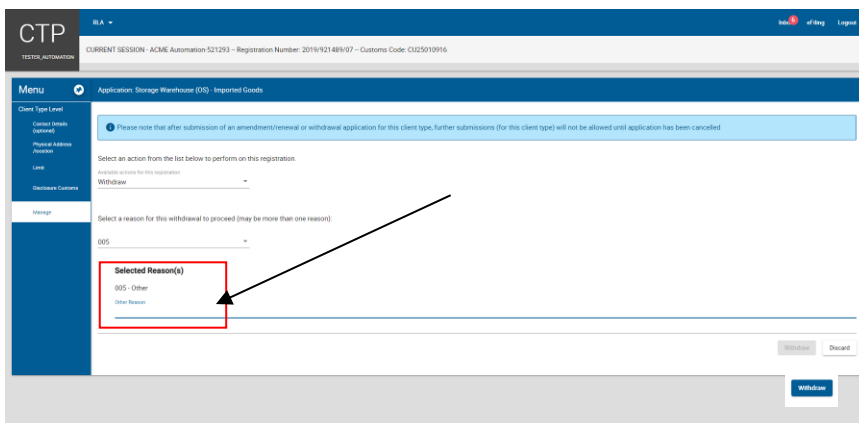 CTP
TESTER_AUTOMATION
RLA
Inbox 6 eFiling Logout
CURRENT SESSION - ACME Automation-521293 – Registration Number: 2019/921489/07 – Customs Code: CU25010916
Menu
Client Type Level
Contact Details
(optional)
Physical Address
/location
Limit
Disclosure Customs
Manage
Application: Storage Warehouse (OS) - Imported Goods
Please note that after submission of an amendment/renewal or withdrawal application for this client type, further submissions (for this client type) will not be allowed until application has been cancelled
Select an action from the list below to perform on this registration.
Available actions for this registration
Withdraw
Select a reason for this withdrawal to proceed (may be more than one reason):
005
Selected Reason(s)
005 - Other
Other Reason
Withdraw Discard
Withdraw